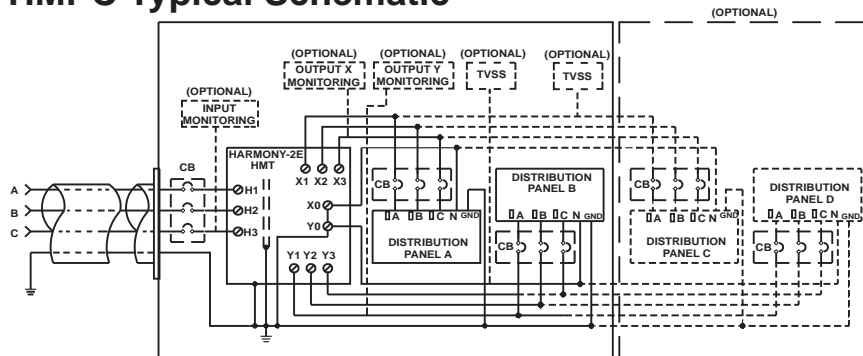 HMPC Typical Schematic
(OPTIONAL)
(OPTIONAL)
OUTPUT X
MONITORING
(OPTIONAL)
OUTPUT Y
MONITORING
(OPTIONAL)
TVSS
(OPTIONAL)
TVSS
(OPTIONAL)
INPUT
MONITORING
CB
HARMONY-2E
HMT
X1 X2 X3
A
B
C
H1
H2
H3
X0
Y0
Y1 Y2 Y3
CB
A B C N GND
DISTRIBUTION
PANEL A
DISTRIBUTION
PANEL B
A B C N GND
CB
CB
A B C N GND
DISTRIBUTION
PANEL C
DISTRIBUTION
PANEL D
A B C N GND
CB